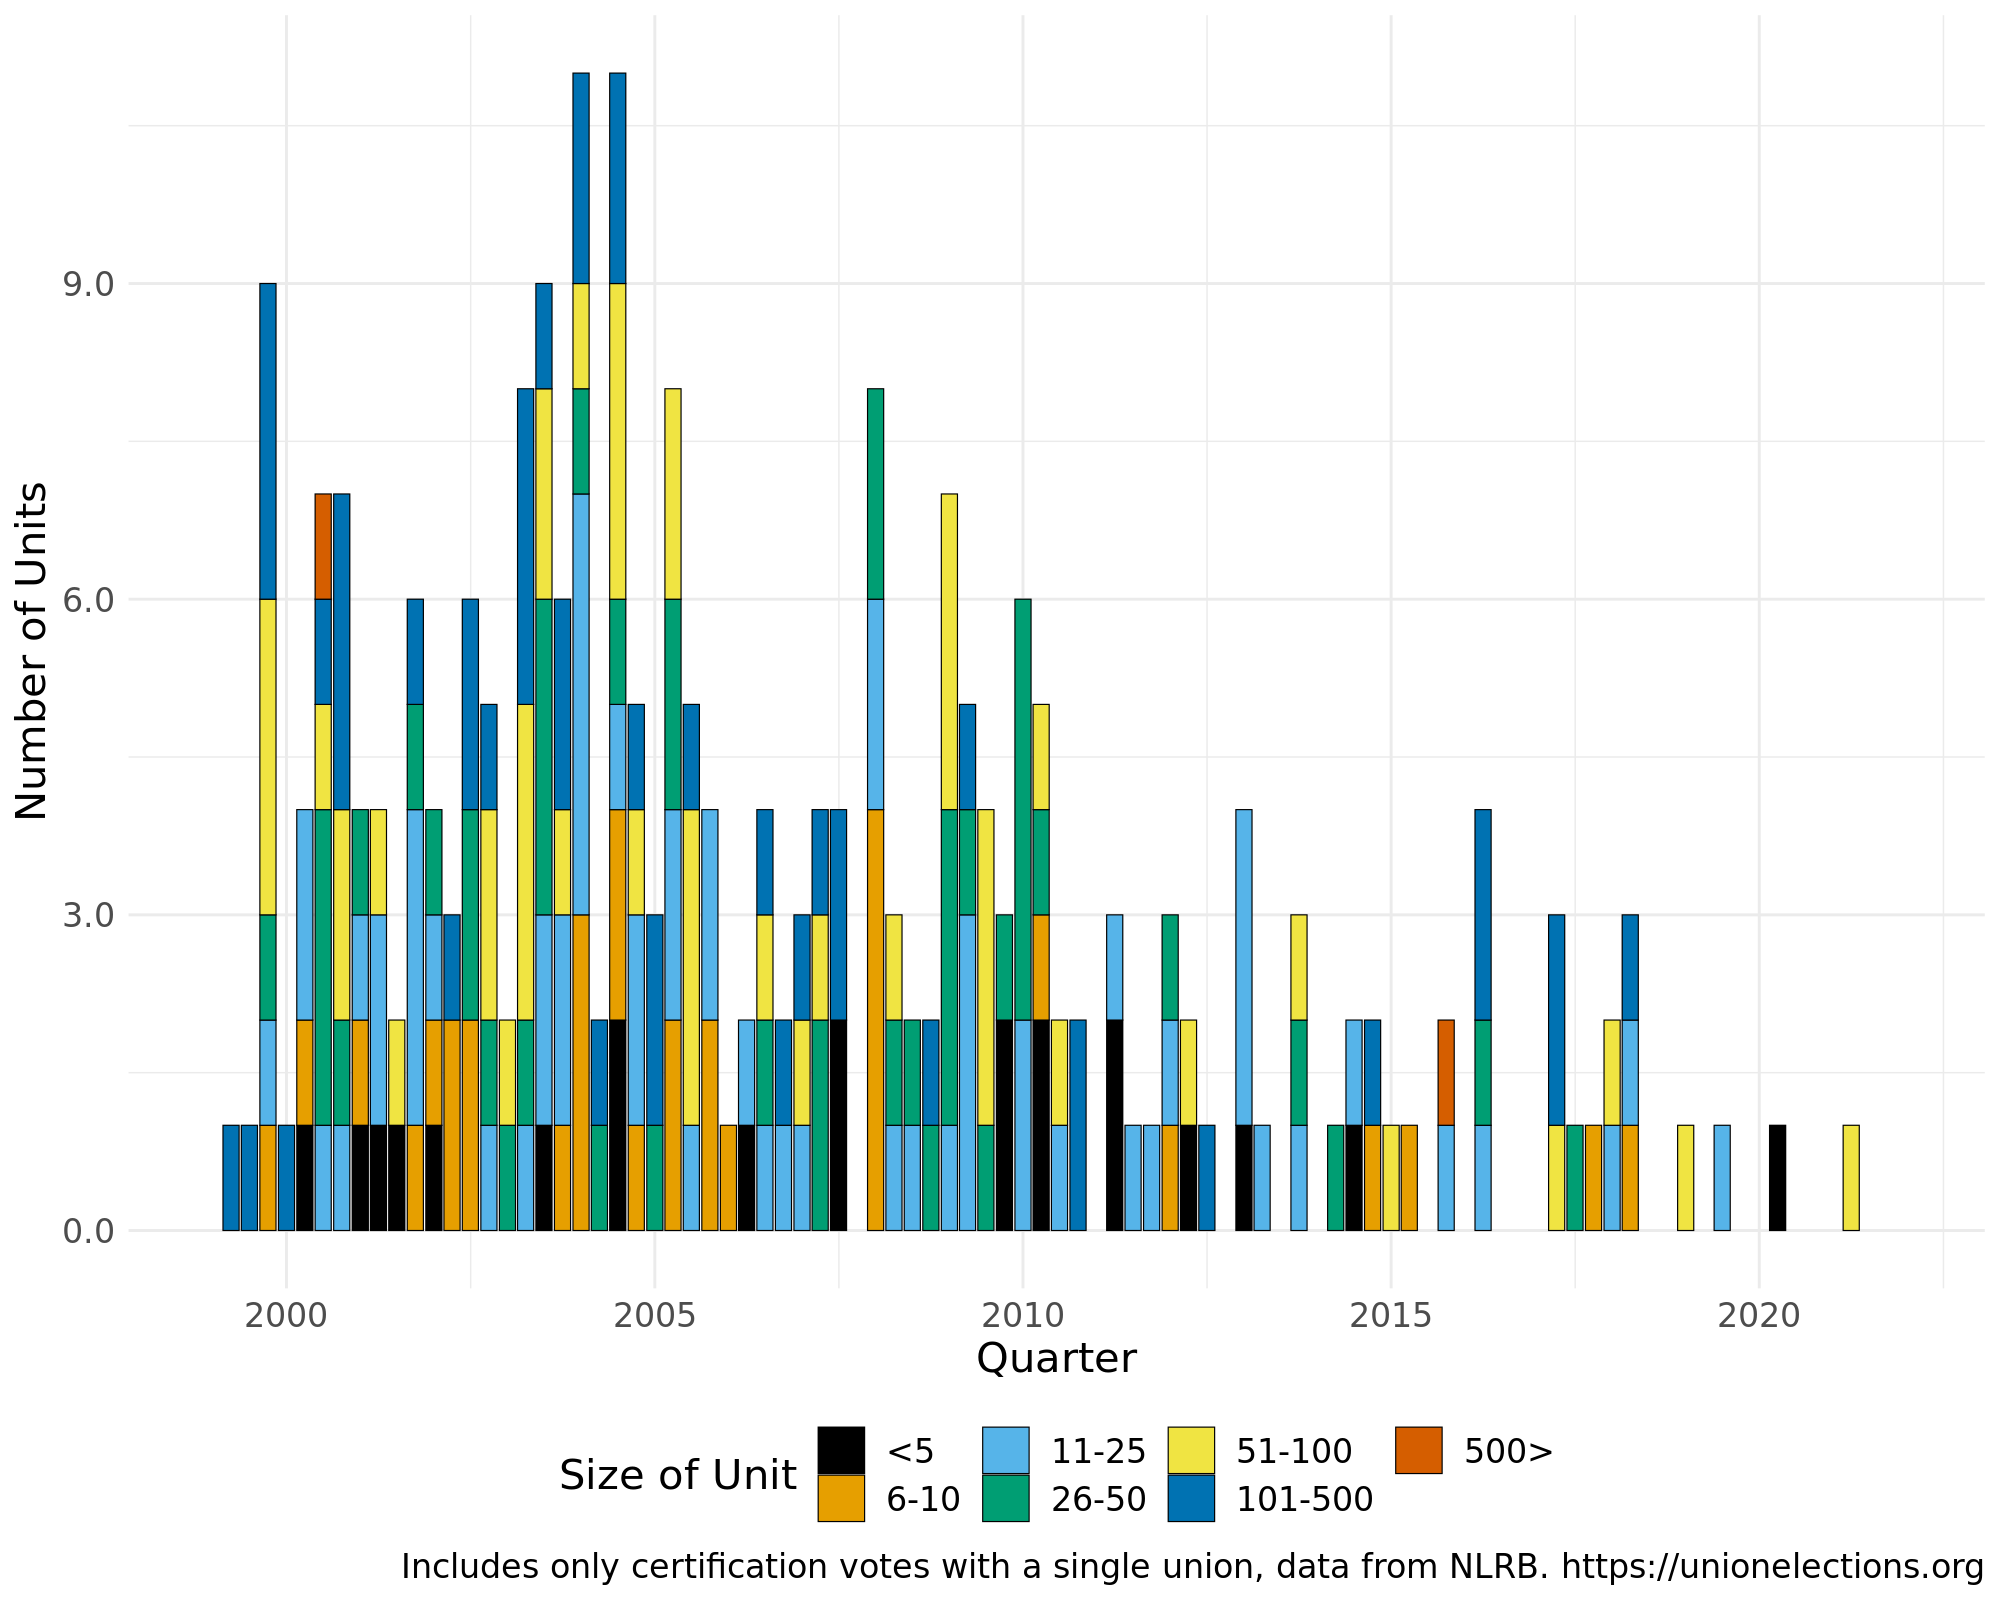 9.0
6.0
3.0
0.0
Number of Units
2000 2005 2010 2015 2020
Quarter
Size of Unit
<5 11-25 51-100 500>
6-10 26-50 101-500
Includes only certification votes with a single union, data from NLRB. https://unionelections.org